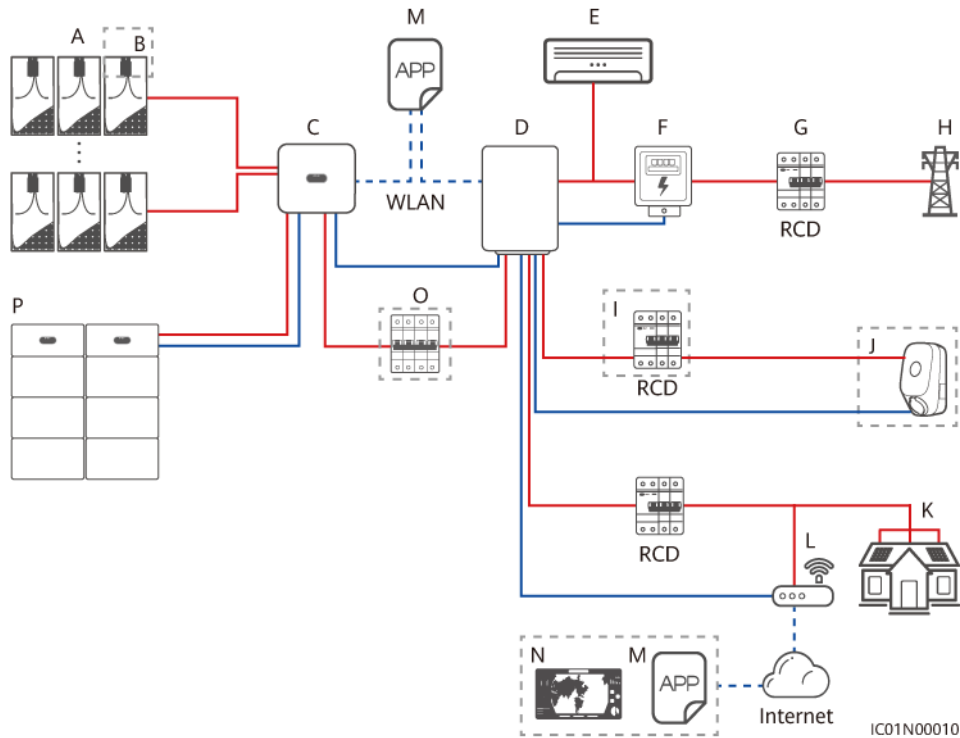 A
B
M
E
APP
C
D
F
G
H
WLAN
RCD
P
O
I
J
RCD
K
L
RCD
N
M
APP
Internet
IC01N00010